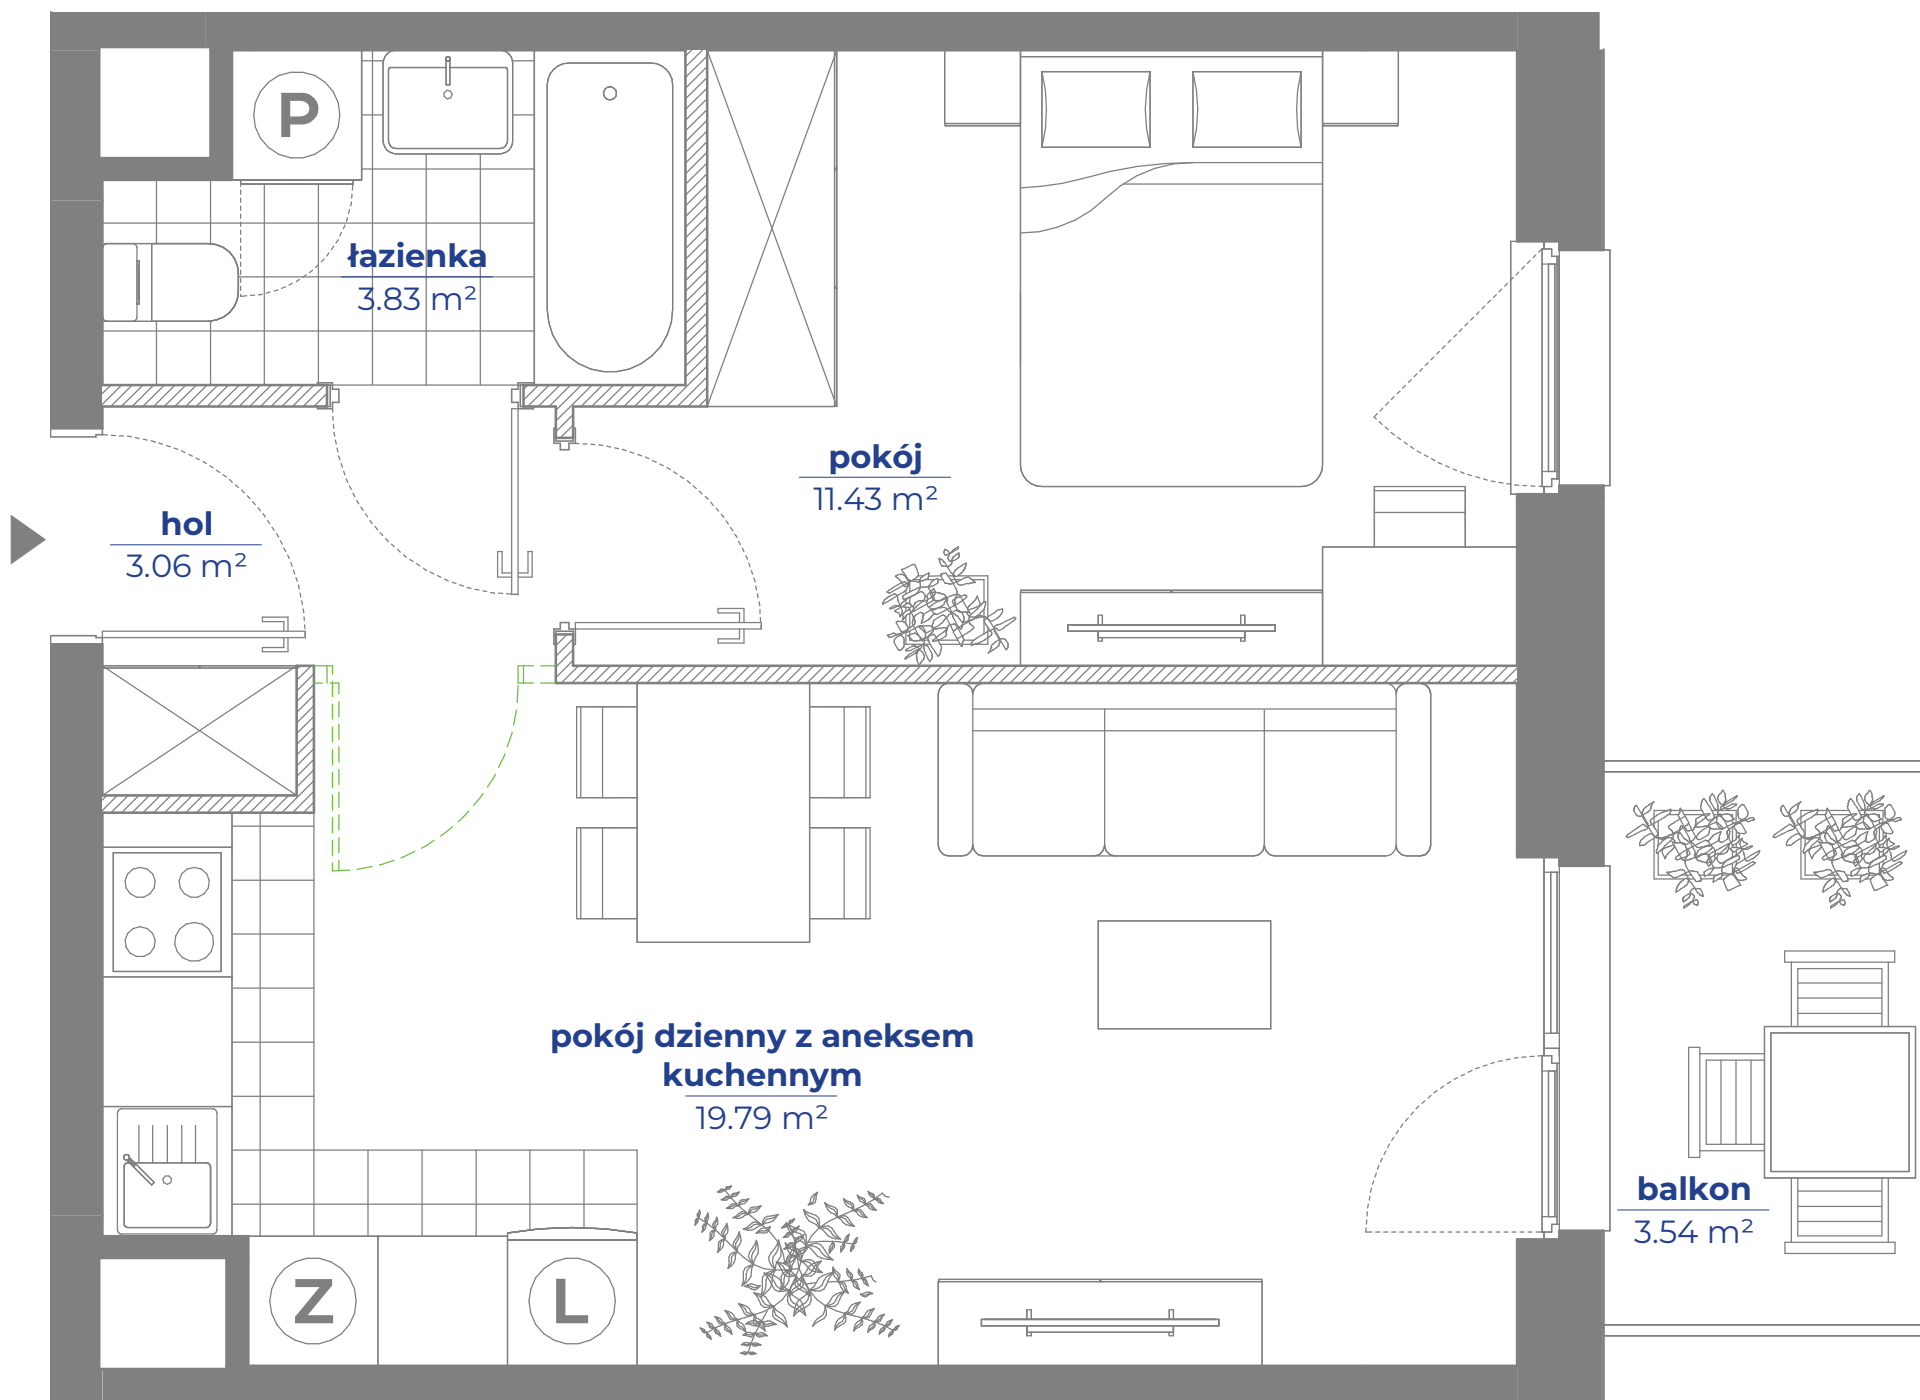 P
łazienka
3.83 m²
pokój
11.43 m²
hol
3.06 m²
pokój dzienny z aneksem
kuchennym
19.79 m²
balkon
3.54 m²
Z
L